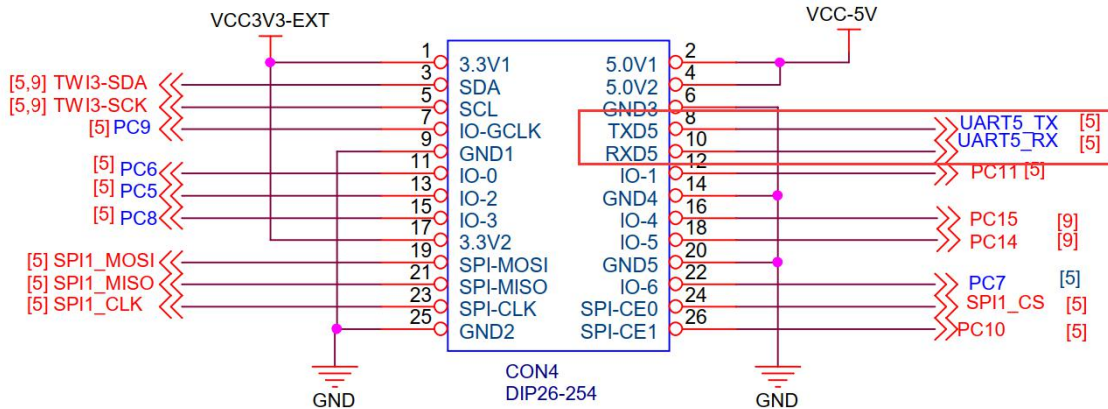 VCC3V3-EXT VCC-5V
1 3.3V1 5.0V1 2
[5,9] TWI3-SDA 3 SDA 5.0V2 4
[5,9] TWI3-SCK 5 SCL GND3 6
[5] PC9 7 IO-GCLK TXD5 8 UART5_TX [5]
9 GND1 RXD5 10 UART5_RX [5]
[5] PC6 11 IO-0 IO-1 12 PC11 [5]
[5] PC5 13 IO-2 GND4 14
[5] PC8 15 IO-3 IO-4 16 PC15 [9]
17 3.3V2 IO-5 18 PC14 [9]
[5] SPI1_MOSI 19 SPI-MOSI GND5 20
[5] SPI1_MISO 21 SPI-MISO IO-6 22 PC7 [5]
[5] SPI1_CLK 23 SPI-CLK SPI-CE0 24 SPI1_CS [5]
25 GND2 SPI-CE1 26 PC10 [5]
CON4
DIP26-254
GND GND